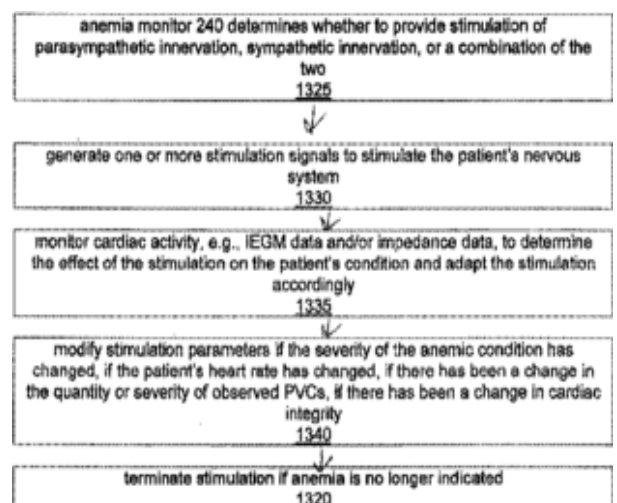 anemia monitor 240 determines whether to provide stimulation of
parasympathetic innervation, sympathetic innervation, or a combination of the
two
1325
generate one or more stimulation signals to stimulate the patient's nervous
system
1330
monitor cardiac activity, e.g., IEGM data and/or impedance data, to determine
the effect of the stimulation on the patient's condition and adapt the stimulation
accordingly
1335
modify stimulation parameters if the severity of the anemic condition has
changed, if the patient's heart rate has changed, if there has been a change in
the quantity or severity of observed PVCs, if there has been a change in cardiac
integrity
1340
terminate stimulation if anemia is no longer indicated
1320